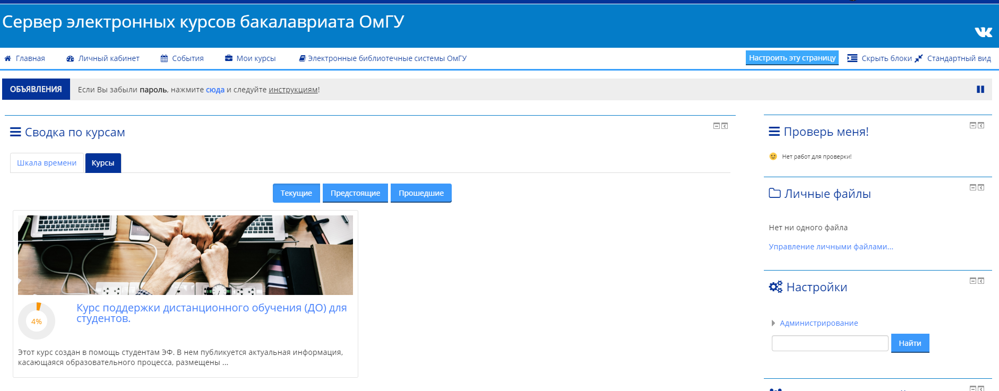 Сервер электронных курсов бакалавриата ОмГУ
Главная Личный кабинет События Мои курсы Электронные библиотечные системы ОмГУ Настроить эту страницу Скрыть блоки Стандартный вид
ОБЪЯВЛЕНИЯ Если Вы забыли пароль, нажмите сюда и следуйте инструкциям!
Сводка по курсам
Шкала времени Курсы
Текущие Предстоящие Прошедшие
4%
Курс поддержки дистанционного обучения (ДО) для
студентов.
Этот курс создан в помощь студентам ЭФ. В нем публикуется актуальная информация,
касающаяся образовательного процесса, размещены ...
Проверь меня!
Нет работ для проверки!
Личные файлы
Нет ни одного файла
Управление личными файлами...
Настройки
Администрирование
Найти